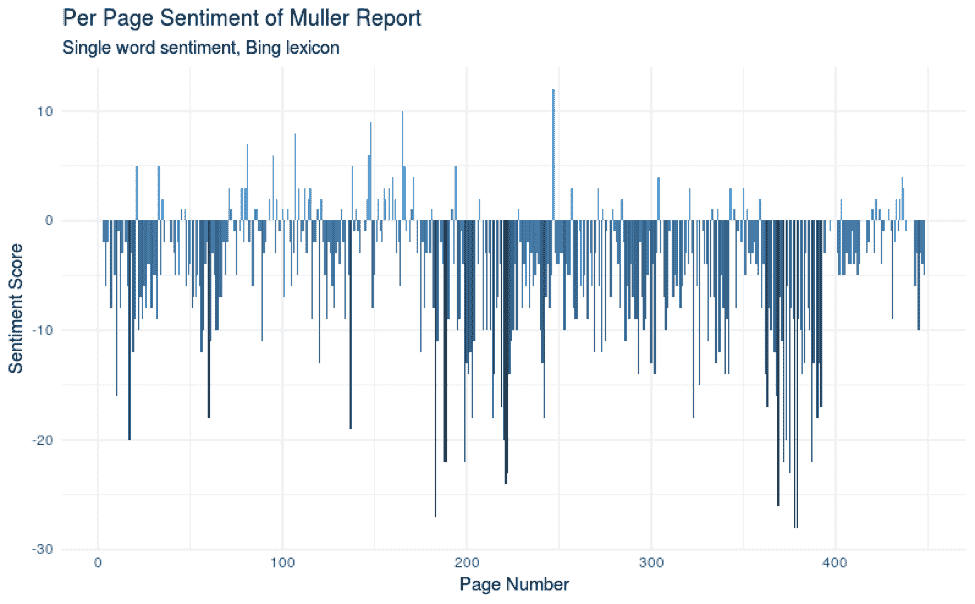 Per Page Sentiment of Muller Report
Single word sentiment, Bing lexicon
10
0
-10
-20
-30
Sentiment Score
0 100 200 300 400
Page Number